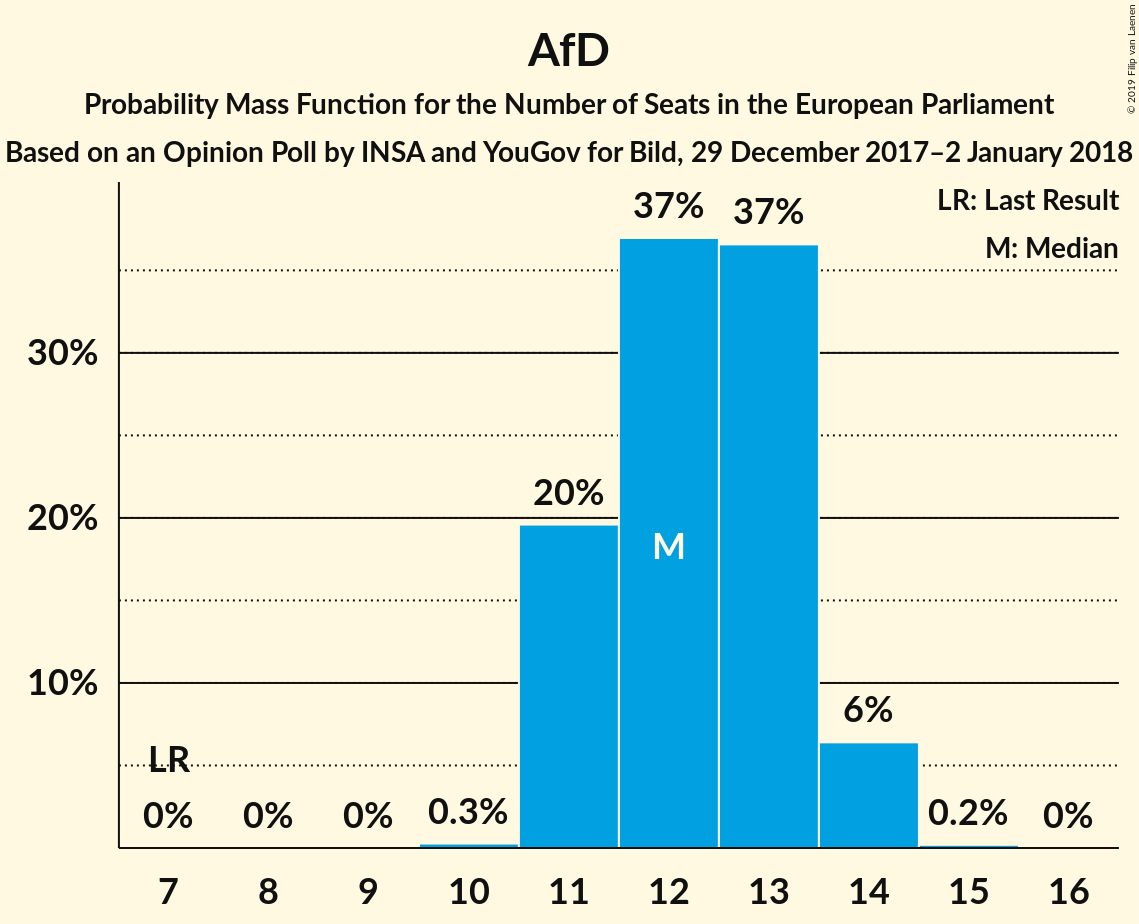 AfD
Probability Mass Function for the Number of Seats in the European Parliament
Based on an Opinion Poll by INSA and YouGov for Bild, 29 December 2017–2 January 2018
© 2019 Filip van Laenen
LR: Last Result
M: Median
37% 37%
30%
20%
20%
M
10%
6%
LR
0% 0% 0% 0.3% 0.2% 0%
7 8 9 10 11 12 13 14 15 16